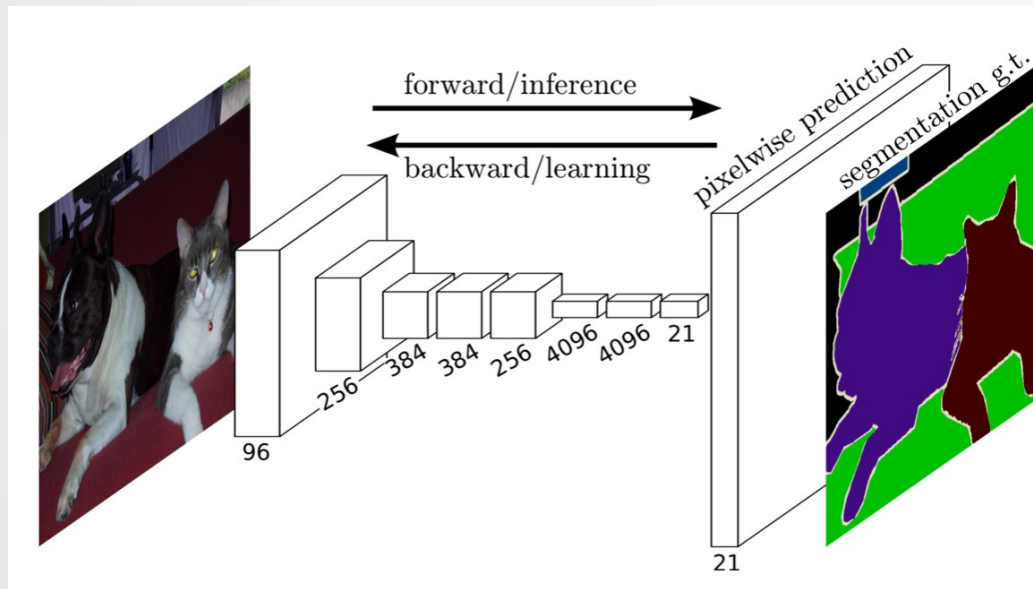 forward/inference
backward/learning
pixelwise prediction
segmentation g.t.
96
256
384
384
256
4096
4096
21
21